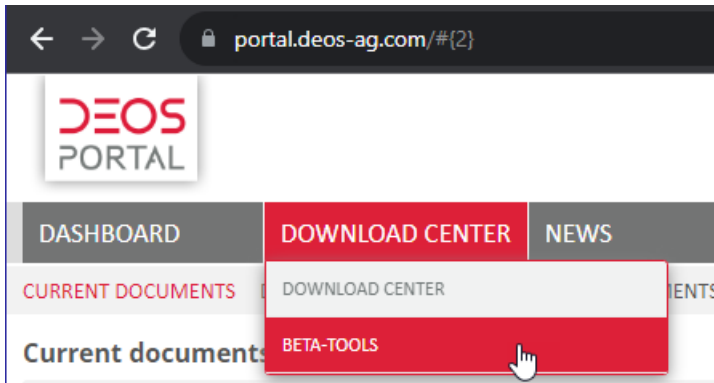 portal.deos-ag.com/#{2}
DEOS
PORTAL
DASHBOARD DOWNLOAD CENTER NEWS
CURRENT DOCUMENTS DOWNLOAD CENTER
Current documents BETA-TOOLS